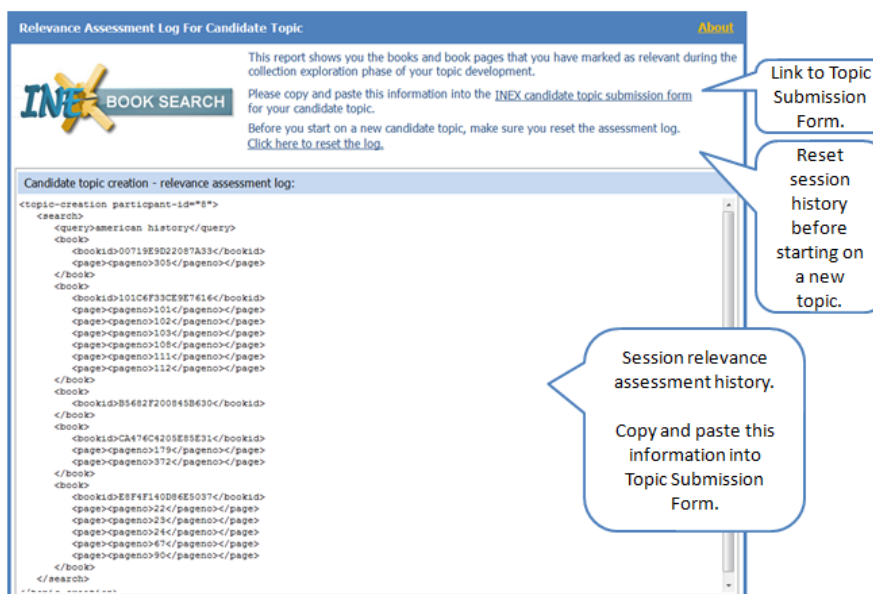 Relevance Assessment Log For Candidate Topic
About
INEX BOOK SEARCH
This report shows you the books and book pages that you have marked as relevant during the
collection exploration phase of your topic development.
Please copy and paste this information into the INEX candidate topic submission form
for your candidate topic.
Before you start on a new candidate topic, make sure you reset the assessment log.
Click here to reset the log.
Link to Topic
Submission
Form.
Reset
session
history
before
starting on
a new
topic.
Candidate topic creation - relevance assessment log:
<topic-creation particpant-id="8">
<search>
<query>american history</query>
<book>
<bookid>00719E9D22087A33</bookid>
<page><pageno>305</pageno></page>
</book>
<book>
<bookid>101C6F33CE9E7616</bookid>
<page><pageno>101</pageno></page>
<page><pageno>102</pageno></page>
<page><pageno>103</pageno></page>
<page><pageno>108</pageno></page>
<page><pageno>111</pageno></page>
<page><pageno>112</pageno></page>
</book>
<book>
<bookid>B5682F200845B630</bookid>
</book>
<book>
<bookid>CA476C4205E85E31</bookid>
<page><pageno>179</pageno></page>
<page><pageno>372</pageno></page>
</book>
<book>
<bookid>E8F4F140D86E5037</bookid>
<page><pageno>22</pageno></page>
<page><pageno>23</pageno></page>
<page><pageno>24</pageno></page>
<page><pageno>67</pageno></page>
<page><pageno>90</pageno></page>
</book>
</search>
</topic-creation>
Session relevance
assessment history.
Copy and paste this
information into
Topic Submission
Form.